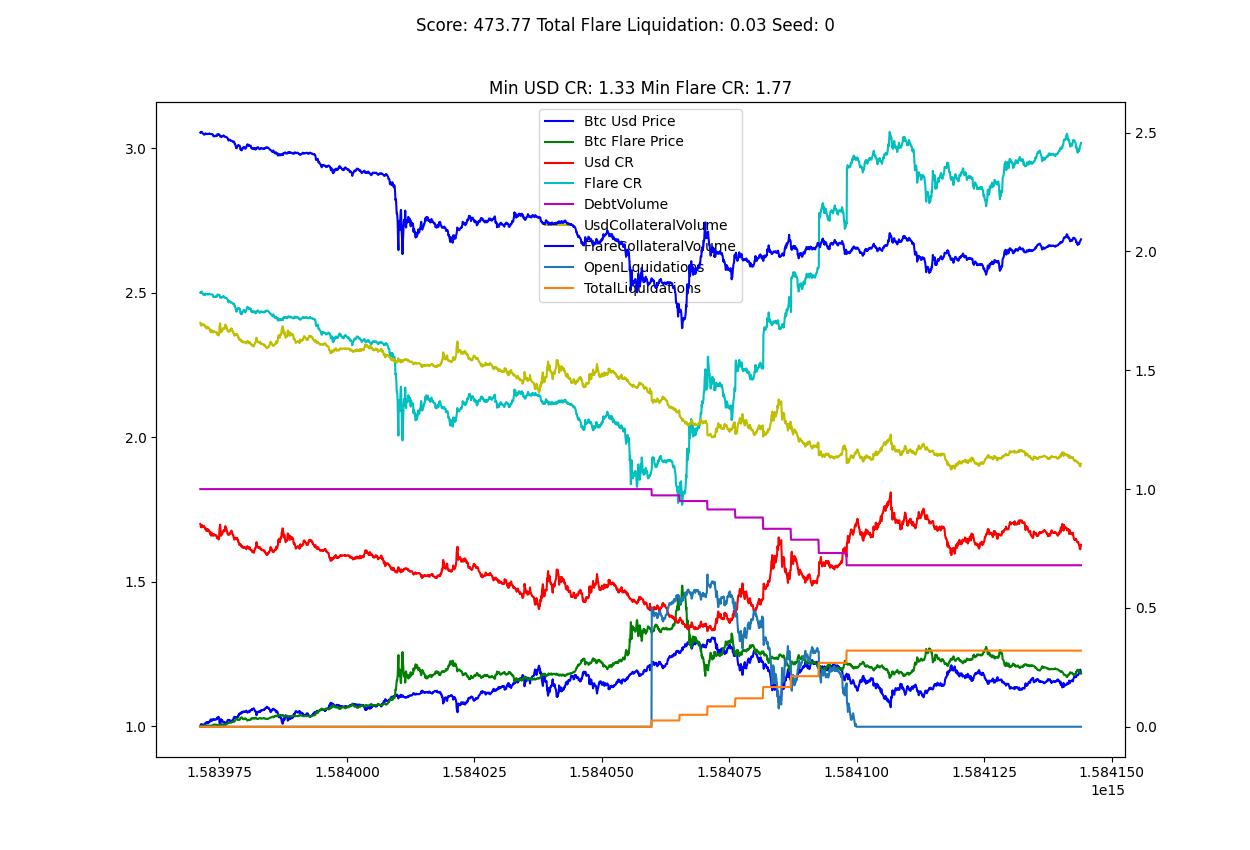 Score: 473.77 Total Flare Liquidation: 0.03 Seed: 0
Min USD CR: 1.33 Min Flare CR: 1.77
Btc Usd Price
Btc Flare Price
Usd CR
Flare CR
DebtVolume
UsdCollateralVolume
FlareCollateralVolume
OpenLiquidations
TotalLiquidations
3.0
2.5
2.0
1.5
1.0
2.5
2.0
1.5
1.0
0.5
0.0
1.583975 1.584000 1.584025 1.584050 1.584075 1.584100 1.584125 1.584150
1e15